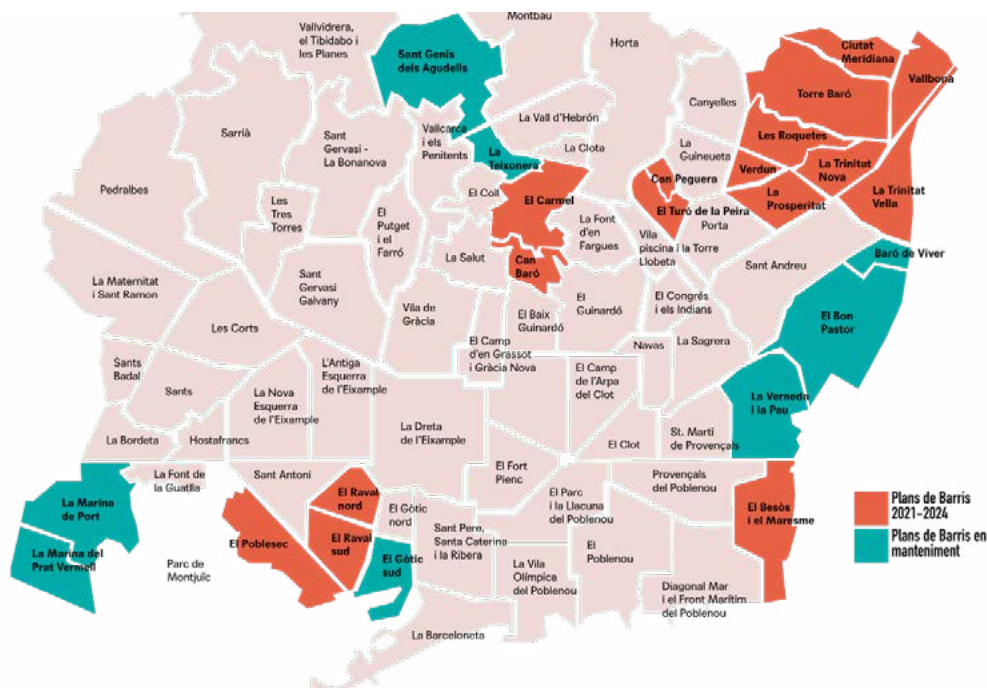 Montbau
Vallvidrera,
el Tibidabo i
les Planes
Sant Genís
dels Agudells
Horta
Ciutat
Meridiana
Vallbona
Torre Baró
Canyelles
Sarrià
Sant
Gervasi -
La Bonanova
Vallcarca
i els
Penitents
La Vall d'Hebrón
La Clota
La
Teixonera
La
Guineueta
Les Roquetes
Verdun
La Trinitat
Nova
La
Prosperitat
La Trinitat
Vella
Pedralbes
Les
Tres
Torres
El
Putget
i el
Farró
El Coll
El Carmel
Can Peguera
El Turó de la Peira
Porta
La Font
d'en
Fargues
Vila
piscina i la Torre
Llobeta
La Salut
Can
Baró
Sant Andreu
Baró de Viver
La Maternitat
i Sant Ramon
Sant
Gervasi
Galvany
Vila de
Gràcia
El Baix
Guinardó
El
Guinardó
El Congrés
i els Indians
El Bon
Pastor
Les Corts
El Camp
d'en Grassot
i Gràcia Nova
Navas
La Sagrera
Sants
Badal
Sants
L'Antiga
Esquerra
de l'Eixample
La Nova
Esquerra
de l'Eixample
El Camp
de l'Arpa
del Clot
La Verneda
i la Pau
La Bordeta
Hostafrancs
La Dreta
de l'Eixample
El Clot
St. Martí
de Provençals
La Font de
la Guatlla
Sant Antoni
El Fort
Pienc
Provençals
del Poblenou
La Marina
de Port
El Raval
nord
El Gòtic
nord
El Parc
i la Llacuna
del Poblenou
El Besòs
i el Maresme
Plans de Barris
2021-2024
Plans de Barris en
manteniment
La Marina del
Prat Vermell
Parc de
Montjuïc
El Poblesec
El Raval
sud
El Gòtic
sud
Sant Pere,
Santa Caterina
i la Ribera
La Vila
Olímpica
del Poblenou
El
Poblenou
Diagonal Mar
i el Front Marítim
del Poblenou
La Barceloneta